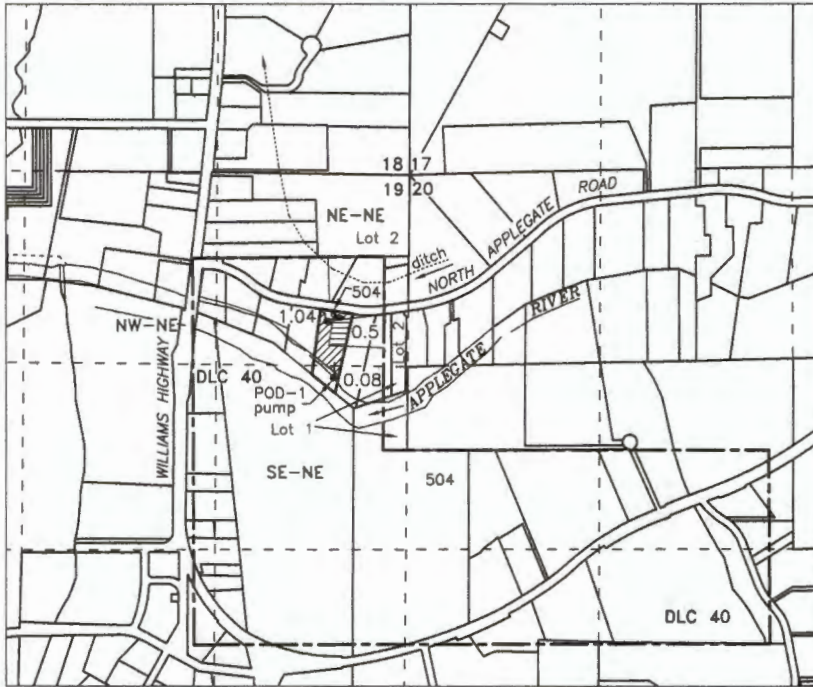 18 17
19 20
NE-NE
Lot 2
ditch
NORTH APPLEGATE ROAD
504
1.04
0.5
Lot 2
APPLEGATE RIVER
NW-NE
DLC 40
0.08
POD-1
pump
Lot 1
WILLIAMS HIGHWAY
SE-NE
504
DLC 40